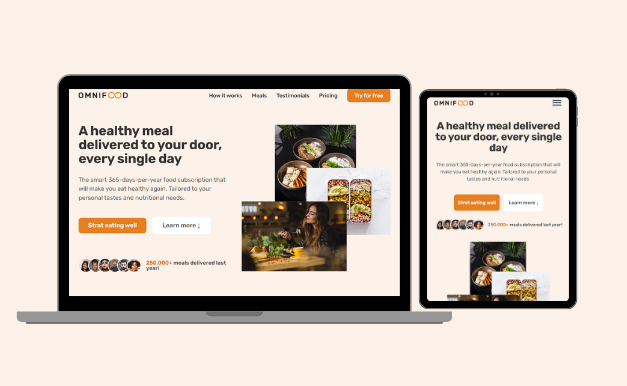 OMNIFOOD
How it works Meals Testimonials Pricing Try for free
A healthy meal
delivered to your door,
every single day
The smart 365-days-per-year food subscription that
will make you eat healthy again. Tailored to your
personal tastes and nutritional needs.
Strat eating well Learn more ↓
250,000+ meals delivered last
year!
OMNIFOOD
A healthy meal delivered
to your door, every single
day
The smart 365-days-per-year food subscription that will
make you eat healthy again. Tailored to your personal
tastes and nutritional needs.
Strat eating well Learn more ↓
250,000+ meals delivered last year!